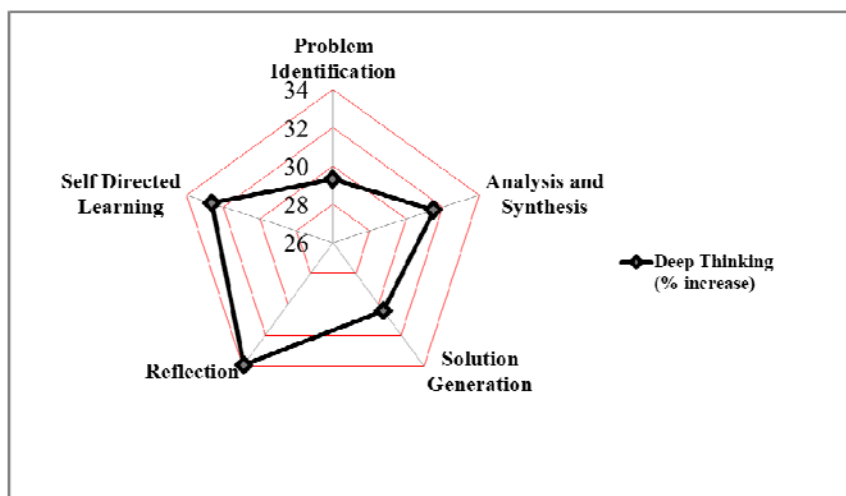 Problem
Identification
34
32
30
28
26
Self Directed
Learning
Analysis and
Synthesis
Deep Thinking
(% increase)
Reflection
Solution
Generation